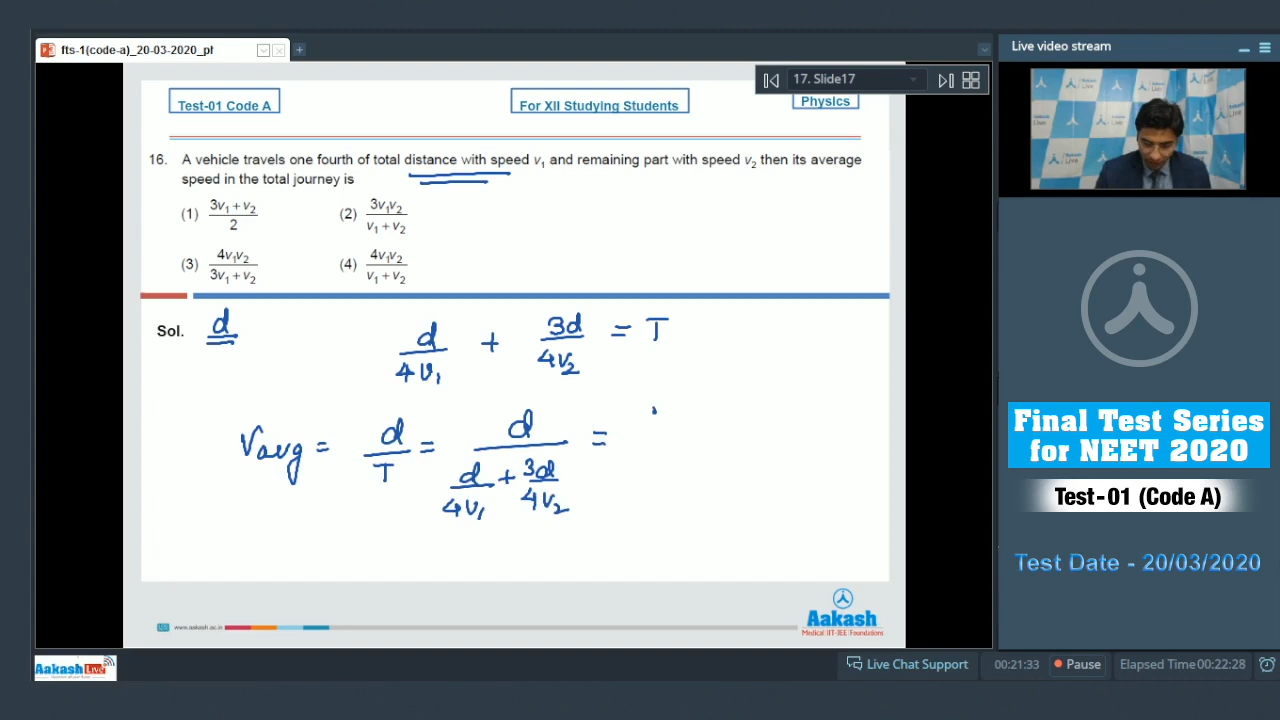 fts-1(code-a)_20-03-2020_pl
Live video stream
17. Slide17
Test-01 Code A
For XII Studying Students
Physics
16. A vehicle travels one fourth of total distance with speed v₁ and remaining part with speed v₂ then its average
speed in the total journey is
(1) (3v₁ + v₂)/2
(2) 3v₁v₂/(v₁ + v₂)
(3) 4v₁v₂/(3v₁ + v₂)
(4) 4v₁v₂/(v₁ + v₂)
Sol. d
d/4v₁ + 3d/4v₂ = T
Vavg = d/T = d/(d/4v₁ + 3d/4v₂) =
Final Test Series
for NEET 2020
Test-01 (Code A)
Test Date - 20/03/2020
www.aakash.ac.in
Aakash
Medical|IIT-JEE|Foundations
Aakash Live
Live Chat Support
00:21:33
Pause
Elapsed Time 00:22:28